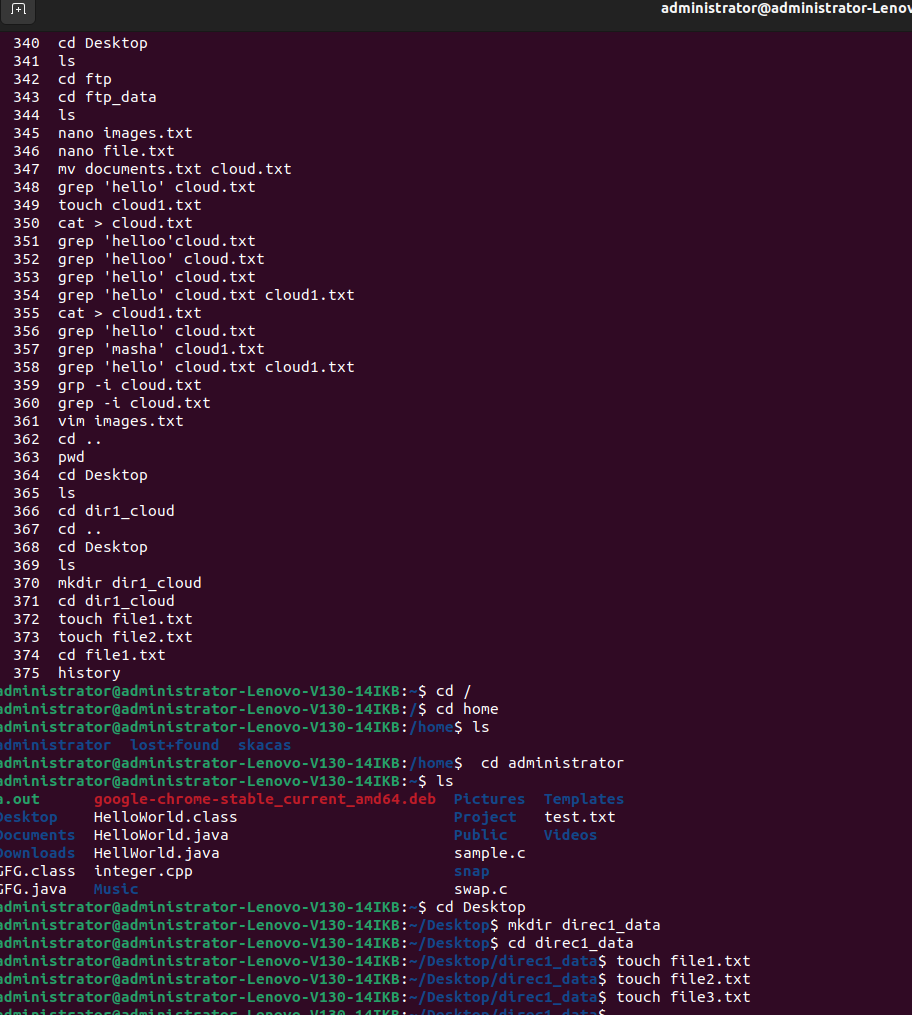 administrator@administrator-Lenov
340 cd Desktop
341 ls
342 cd ftp
343 cd ftp_data
344 ls
345 nano images.txt
346 nano file.txt
347 mv documents.txt cloud.txt
348 grep 'hello' cloud.txt
349 touch cloud1.txt
350 cat > cloud.txt
351 grep 'helloo'cloud.txt
352 grep 'helloo' cloud.txt
353 grep 'hello' cloud.txt
354 grep 'hello' cloud.txt cloud1.txt
355 cat > cloud1.txt
356 grep 'hello' cloud.txt
357 grep 'masha' cloud1.txt
358 grep 'hello' cloud.txt cloud1.txt
359 grp -i cloud.txt
360 grep -i cloud.txt
361 vim images.txt
362 cd ..
363 pwd
364 cd Desktop
365 ls
366 cd dir1_cloud
367 cd ..
368 cd Desktop
369 ls
370 mkdir dir1_cloud
371 cd dir1_cloud
372 touch file1.txt
373 touch file2.txt
374 cd file1.txt
375 history
administrator@administrator-Lenovo-V130-14IKB:~$ cd /
administrator@administrator-Lenovo-V130-14IKB:/$ cd home
administrator@administrator-Lenovo-V130-14IKB:/home$ ls
administrator lost+found skacas
administrator@administrator-Lenovo-V130-14IKB:/home$  cd administrator
administrator@administrator-Lenovo-V130-14IKB:~$ ls
a.out google-chrome-stable_current_amd64.deb Pictures Templates
Desktop HelloWorld.class Project test.txt
Documents HelloWorld.java Public Videos
Downloads HellWorld.java sample.c
GFG.class integer.cpp snap
GFG.java Music swap.c
administrator@administrator-Lenovo-V130-14IKB:~$ cd Desktop
administrator@administrator-Lenovo-V130-14IKB:~/Desktop$ mkdir direc1_data
administrator@administrator-Lenovo-V130-14IKB:~/Desktop$ cd direc1_data
administrator@administrator-Lenovo-V130-14IKB:~/Desktop/direc1_data$ touch file1.txt
administrator@administrator-Lenovo-V130-14IKB:~/Desktop/direc1_data$ touch file2.txt
administrator@administrator-Lenovo-V130-14IKB:~/Desktop/direc1_data$ touch file3.txt
administrator@administrator-Lenovo-V130-14IKB:~/Desktop/direc1_data$